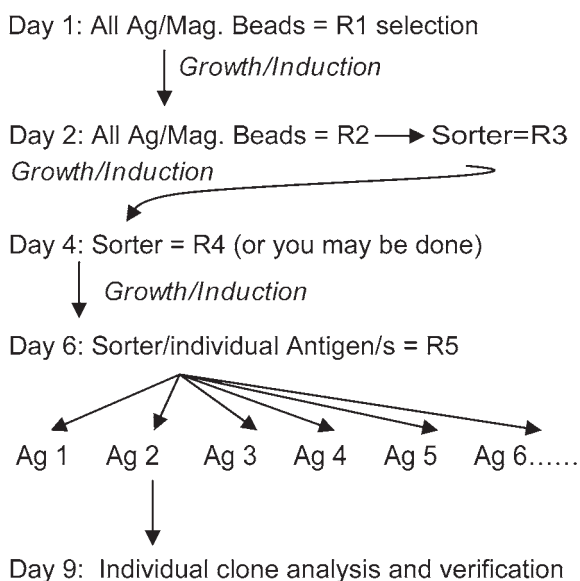 Day 1: All Ag/Mag. Beads = R1 selection
Growth/Induction
Day 2: All Ag/Mag. Beads = R2 Sorter=R3
Growth/Induction
Day 4: Sorter = R4 (or you may be done)
Growth/Induction
Day 6: Sorter/individual Antigen/s = R5
Ag 1 Ag 2 Ag 3 Ag 4 Ag 5 Ag 6......
Day 9: Individual clone analysis and verification